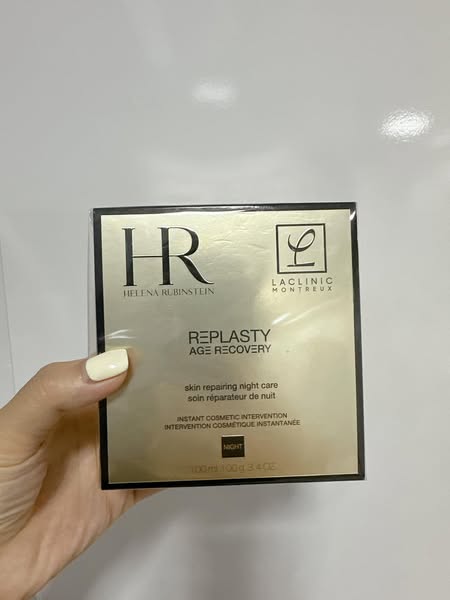 HR
HELENA RUBINSTEIN
LACLINIC
MONTREUX
REPLASTY
AGE RECOVERY
skin repairing night care
soin réparateur de nuit
INSTANT COSMETIC INTERVENTION
INTERVENTION COSMÉTIQUE INSTANTANÉE
NIGHT
100 ml 100 g 3.4 OZ.